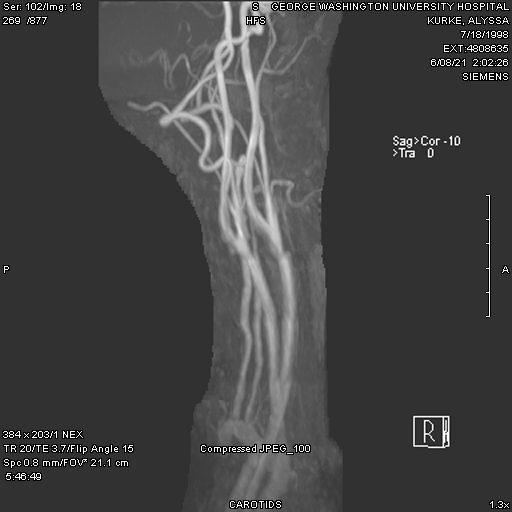 Ser: 102/Img: 18
269 /877
S
HFS
GEORGE WASHINGTON UNIVERSITY HOSPITAL
KURKE, ALYSSA
7/18/1998
EXT:4808635
6/08/21 2:02:26
SIEMENS
Sag>Cor -10
>Tra 0
P
A
384 x 203/1 NEX
TR 20/TE 3.7/Flip Angle 15
Spc 0.8 mm/FOV* 21.1 cm
5:46:49
Compressed JPEG_100
R
CAROTIDS
1.3x